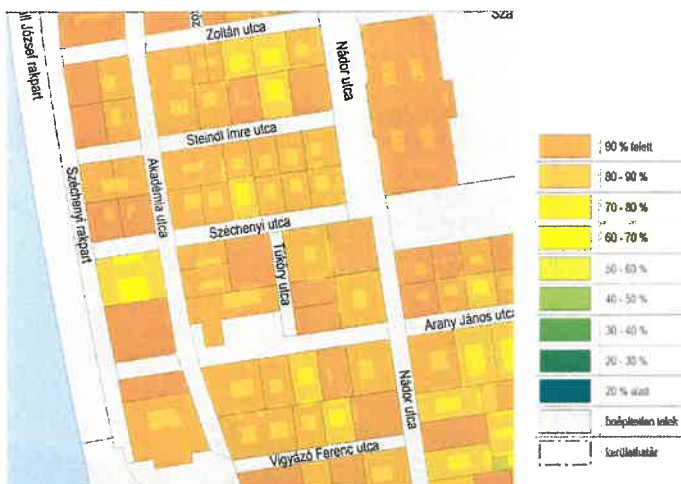 Zoltán utca
József rakpart
Nádor utca
Steindl Imre utca
Akadémia utca
Széchenyi rakpart
Széchenyi utca
Tüköry utca
Arany János utca
Nádor utca
Vigyázó Ferenc utca
90 % felett
80 - 90 %
70 - 80 %
60 - 70 %
50 - 60 %
40 - 50 %
30 - 40 %
20 - 30 %
20 % alatt
beépítetlen telek
kerülethatár